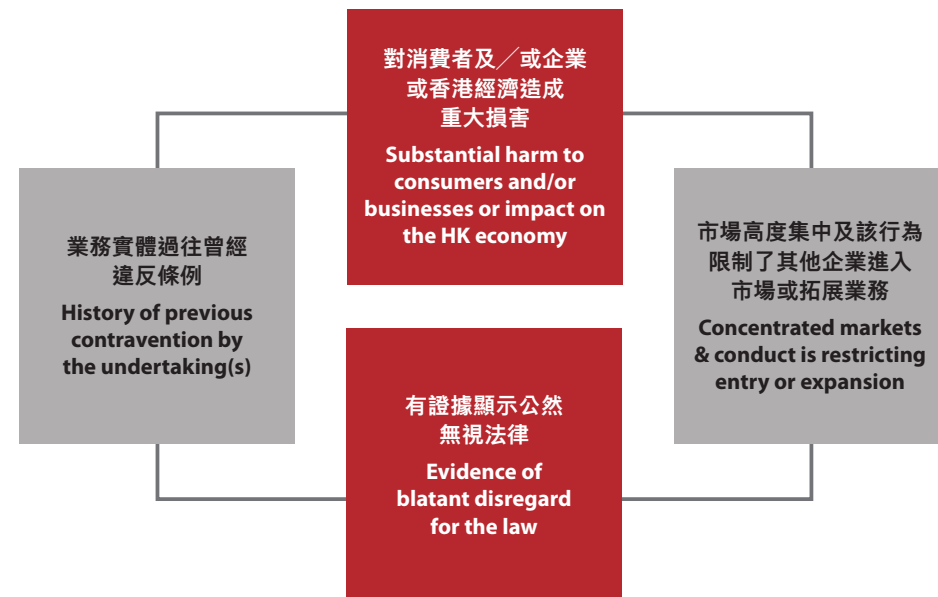 對消費者及／或企業
或香港經濟造成
重大損害
Substantial harm to
consumers and/or
businesses or impact on
the HK economy
業務實體過往曾經
違反條例
History of previous
contravention by
the undertaking(s)
市場高度集中及該行為
限制了其他企業進入
市場或拓展業務
Concentrated markets
& conduct is restricting
entry or expansion
有證據顯示公然
無視法律
Evidence of
blatant disregard
for the law